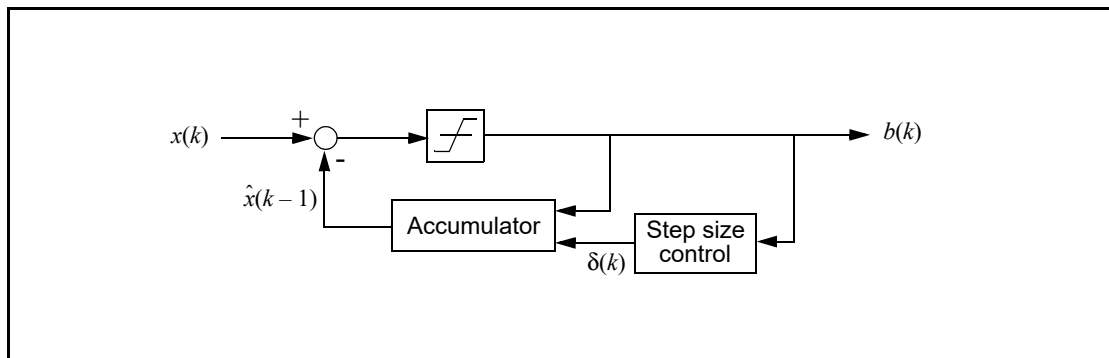 +
x(k)
b(k)
-
x̂(k – 1)
Accumulator
Step size
control
δ(k)